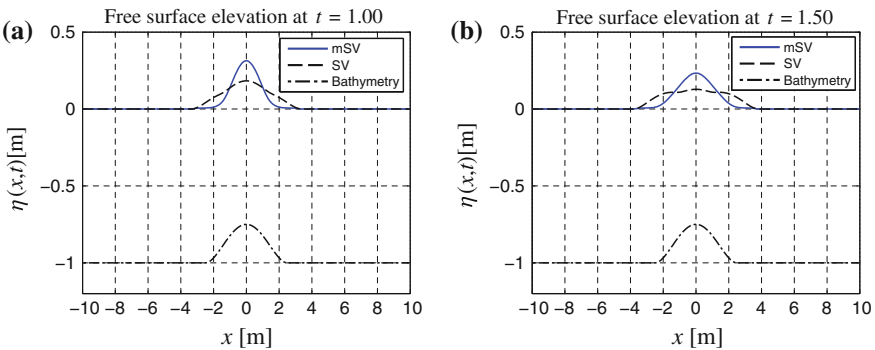 (a)
Free surface elevation at t = 1.00
mSV
SV
Bathymetry
0.5
0
−0.5
−1
η(x,t)[m]
−10 −8 −6 −4 −2 0 2 4 6 8 10
x [m]
(b)
Free surface elevation at t = 1.50
mSV
SV
Bathymetry
0.5
0
−0.5
−1
η(x,t)[m]
−10 −8 −6 −4 −2 0 2 4 6 8 10
x [m]